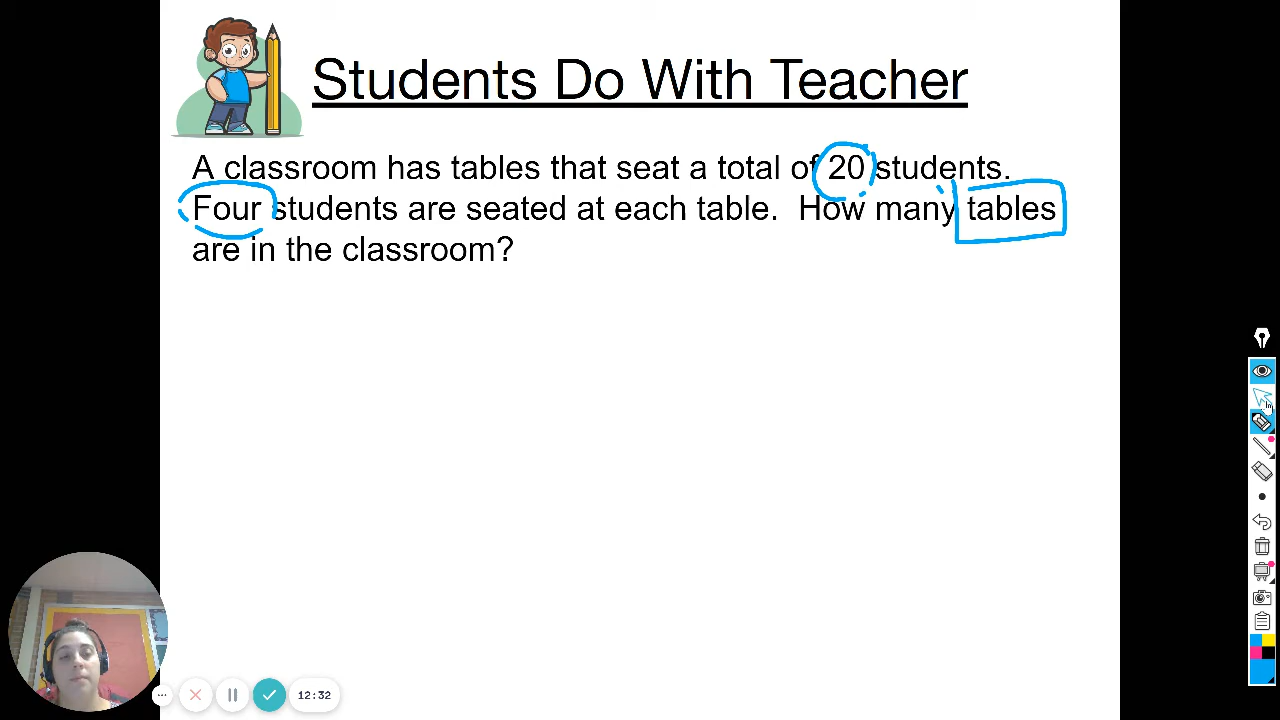 Students Do With Teacher
A classroom has tables that seat a total of 20 students.
Four students are seated at each table.  How many tables
are in the classroom?
12:32